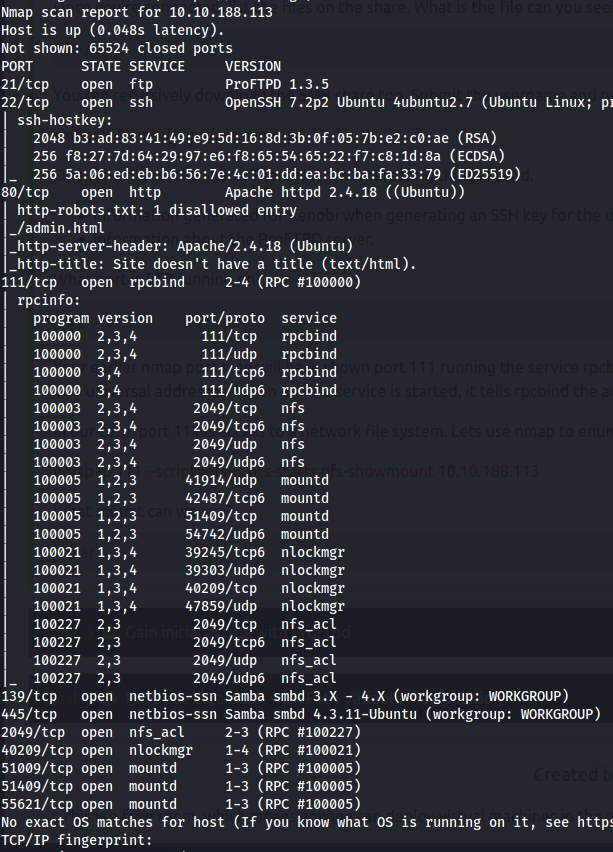 Nmap scan report for 10.10.188.113
Host is up (0.048s latency).
Not shown: 65524 closed ports
PORT STATE SERVICE VERSION
21/tcp open ftp ProFTPD 1.3.5
22/tcp open ssh OpenSSH 7.2p2 Ubuntu 4ubuntu2.7 (Ubuntu Linux; pr
| ssh-hostkey:
| 2048 b3:ad:83:41:49:e9:5d:16:8d:3b:0f:05:7b:e2:c0:ae (RSA)
| 256 f8:27:7d:64:29:97:e6:f8:65:54:65:22:f7:c8:1d:8a (ECDSA)
|_ 256 5a:06:ed:eb:b6:56:7e:4c:01:dd:ea:bc:ba:fa:33:79 (ED25519)
80/tcp open http Apache httpd 2.4.18 ((Ubuntu))
| http-robots.txt: 1 disallowed entry
|_/admin.html
|_http-server-header: Apache/2.4.18 (Ubuntu)
|_http-title: Site doesn't have a title (text/html).
111/tcp open rpcbind 2-4 (RPC #100000)
| rpcinfo:
| program version port/proto service
| 100000 2,3,4 111/tcp rpcbind
| 100000 2,3,4 111/udp rpcbind
| 100000 3,4 111/tcp6 rpcbind
| 100000 3,4 111/udp6 rpcbind
| 100003 2,3,4 2049/tcp nfs
| 100003 2,3,4 2049/tcp6 nfs
| 100003 2,3,4 2049/udp nfs
| 100003 2,3,4 2049/udp6 nfs
| 100005 1,2,3 41914/udp mountd
| 100005 1,2,3 42487/tcp6 mountd
| 100005 1,2,3 51409/tcp mountd
| 100005 1,2,3 54742/udp6 mountd
| 100021 1,3,4 39245/tcp6 nlockmgr
| 100021 1,3,4 39303/udp6 nlockmgr
| 100021 1,3,4 40209/tcp nlockmgr
| 100021 1,3,4 47859/udp nlockmgr
| 100227 2,3 2049/tcp nfs_acl
| 100227 2,3 2049/tcp6 nfs_acl
| 100227 2,3 2049/udp nfs_acl
|_ 100227 2,3 2049/udp6 nfs_acl
139/tcp open netbios-ssn Samba smbd 3.X - 4.X (workgroup: WORKGROUP)
445/tcp open netbios-ssn Samba smbd 4.3.11-Ubuntu (workgroup: WORKGROUP)
2049/tcp open nfs_acl 2-3 (RPC #100227)
40209/tcp open nlockmgr 1-4 (RPC #100021)
51009/tcp open mountd 1-3 (RPC #100005)
51409/tcp open mountd 1-3 (RPC #100005)
55621/tcp open mountd 1-3 (RPC #100005)
No exact OS matches for host (If you know what OS is running on it, see https
TCP/IP fingerprint: